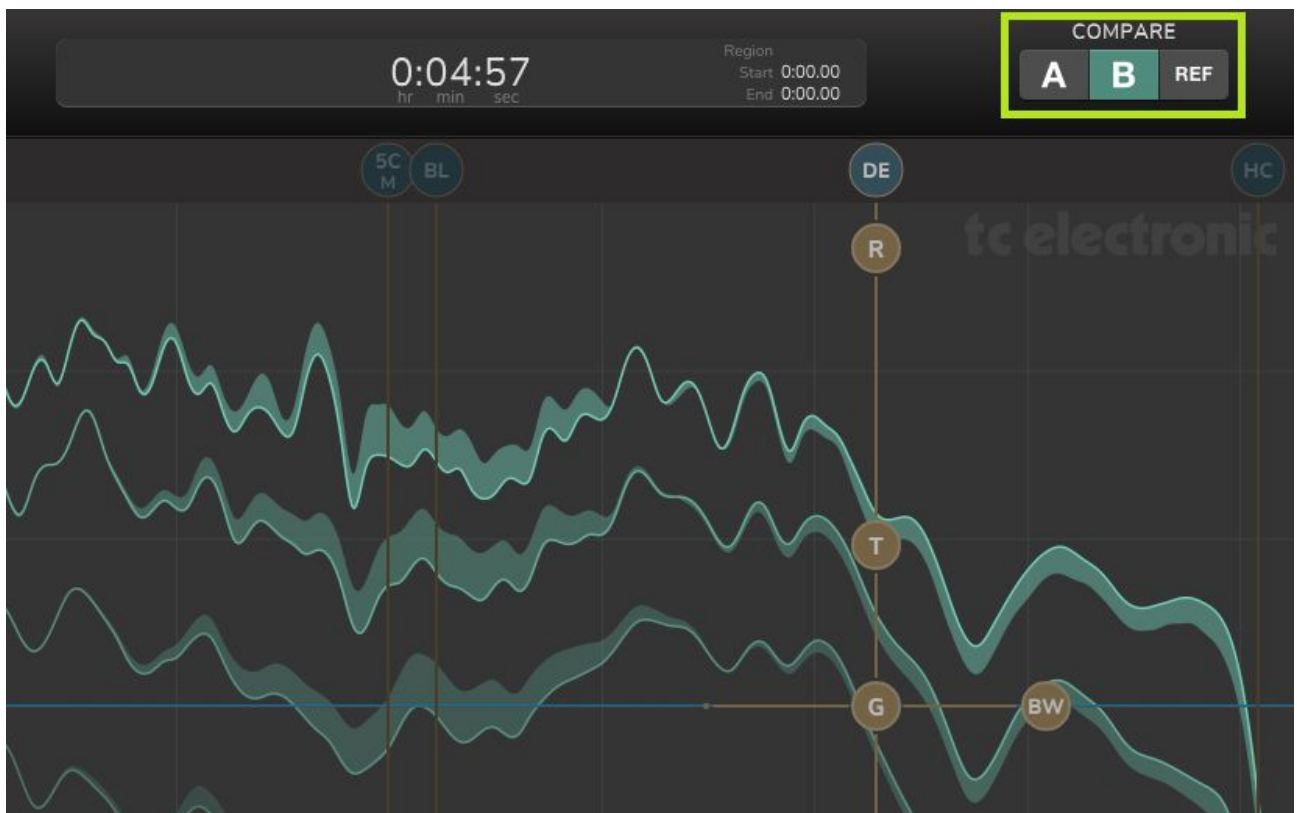 COMPARE
A B REF
0:04:57
hr min sec
Region
Start 0:00.00
End 0:00.00
5C
M
BL
DE
HC
R
tc electronic
T
G
BW